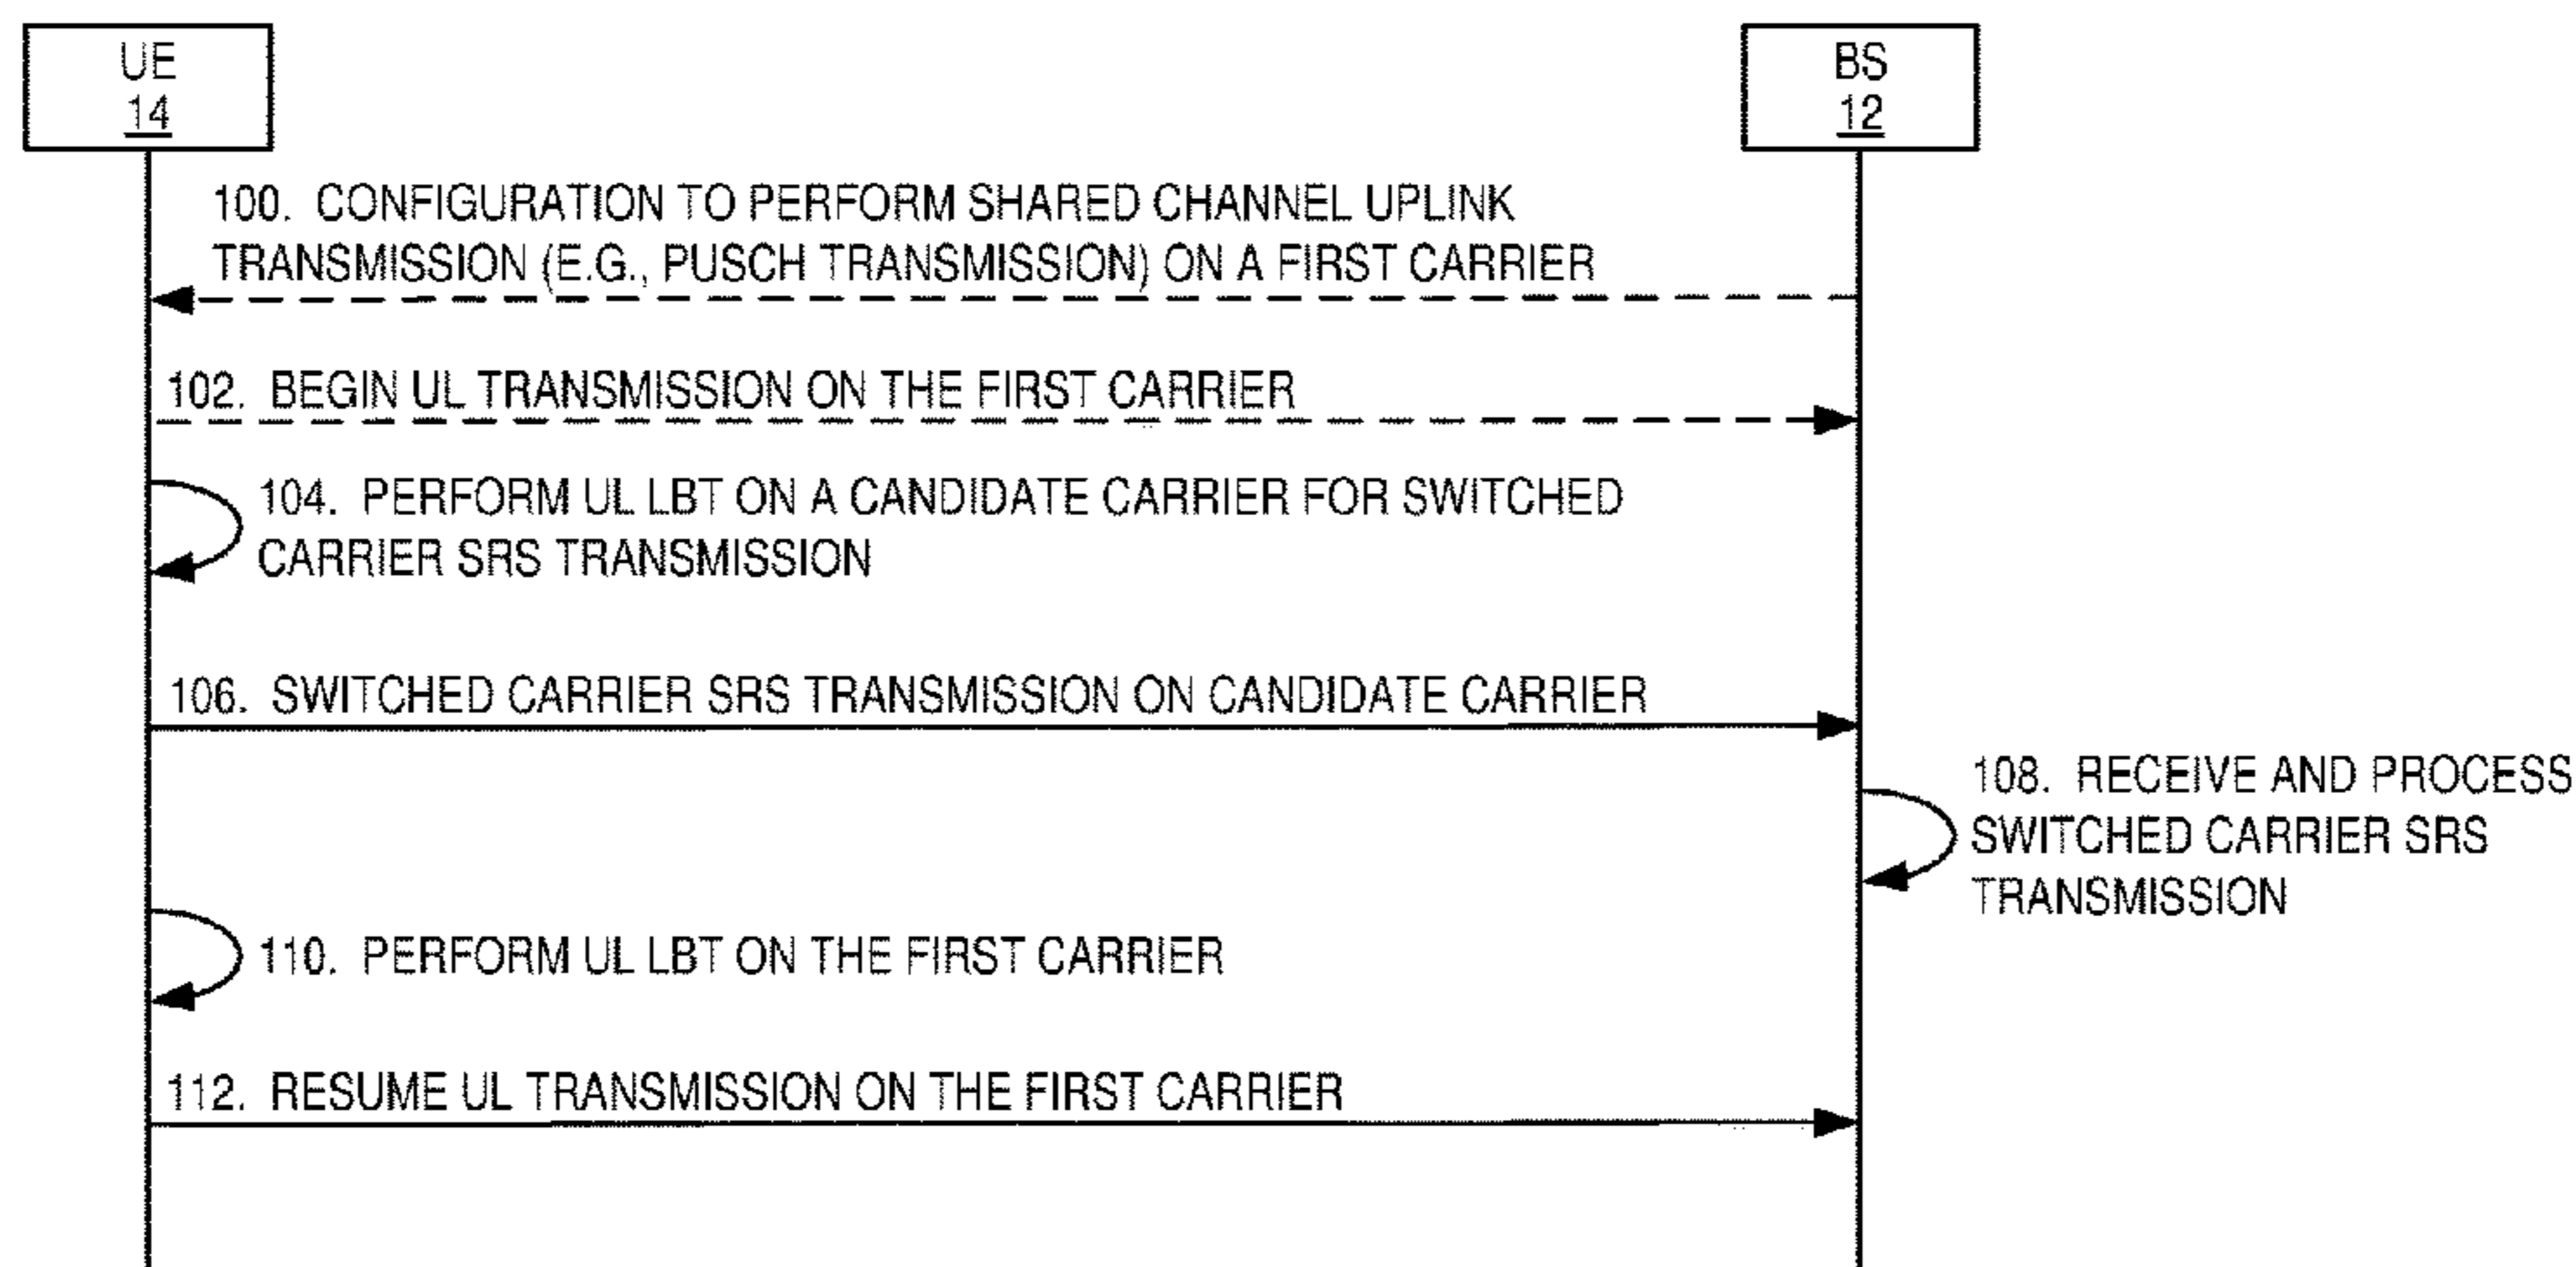 UE
14
BS
12
100. CONFIGURATION TO PERFORM SHARED CHANNEL UPLINK
TRANSMISSION (E.G., PUSCH TRANSMISSION) ON A FIRST CARRIER
102. BEGIN UL TRANSMISSION ON THE FIRST CARRIER
104. PERFORM UL LBT ON A CANDIDATE CARRIER FOR SWITCHED
CARRIER SRS TRANSMISSION
106. SWITCHED CARRIER SRS TRANSMISSION ON CANDIDATE CARRIER
108. RECEIVE AND PROCESS
SWITCHED CARRIER SRS
TRANSMISSION
110. PERFORM UL LBT ON THE FIRST CARRIER
112. RESUME UL TRANSMISSION ON THE FIRST CARRIER